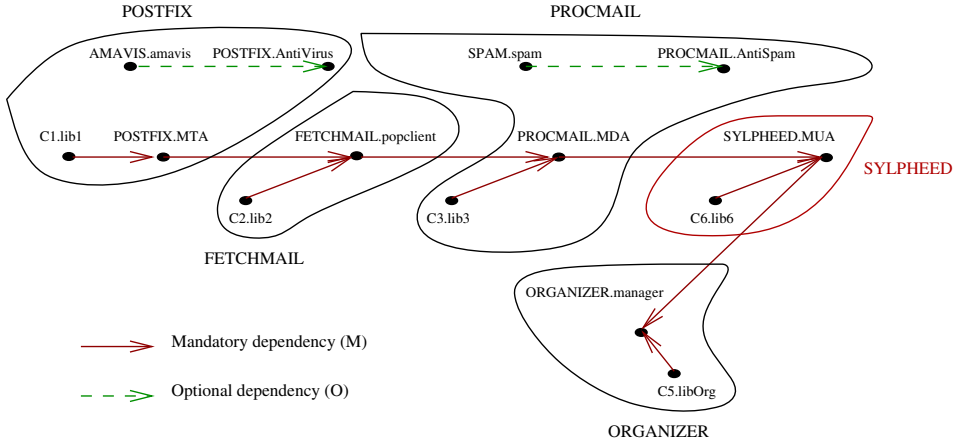 POSTFIX
PROCMAIL
AMAVIS.amavis
POSTFIX.AntiVirus
SPAM.spam
PROCMAIL.AntiSpam
C1.lib1
POSTFIX.MTA
FETCHMAIL.popclient
PROCMAIL.MDA
SYLPHEED.MUA
SYLPHEED
C2.lib2
C3.lib3
C6.lib6
FETCHMAIL
ORGANIZER.manager
Mandatory dependency (M)
Optional dependency (O)
C5.libOrg
ORGANIZER